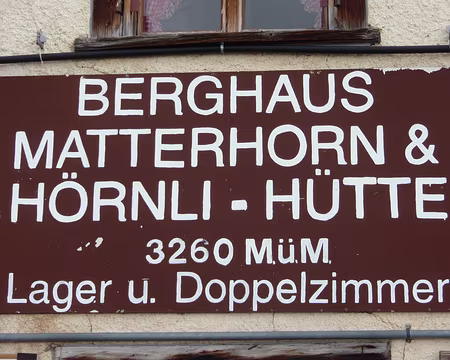 BERGHAUS
MATTERHORN &
HÖRNLI - HÜTTE
3260 MüM
Lager u. Doppelzimmer